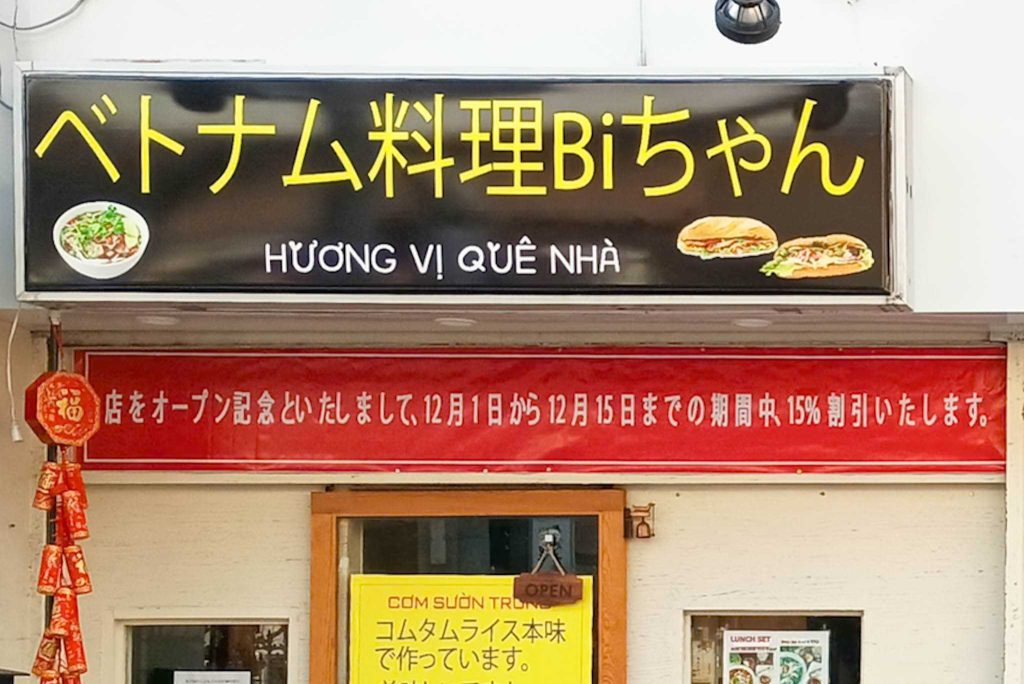 ベトナム料理Biちゃん
HƯƠNG VỊ QUÊ NHÀ
福
店をオープン記念といたしまして、12月1日から12月15日までの期間中、15%割引いたします。
OPEN
CƠM SƯỜN
コムタムライス本味
で作っています。
LUNCH SET